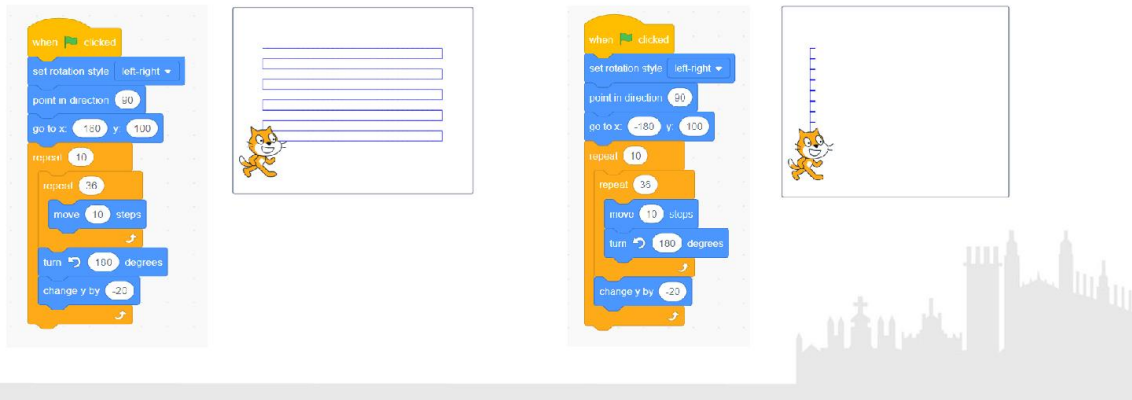 when clicked
set rotation style left-right
point in direction 90
go to x: -180 y: 100
repeat 10
repeat 36
move 10 steps
turn 180 degrees
change y by -20
when clicked
set rotation style left-right
point in direction 90
go to x: -180 y: 100
repeat 10
repeat 36
move 10 steps
turn 180 degrees
change y by -20